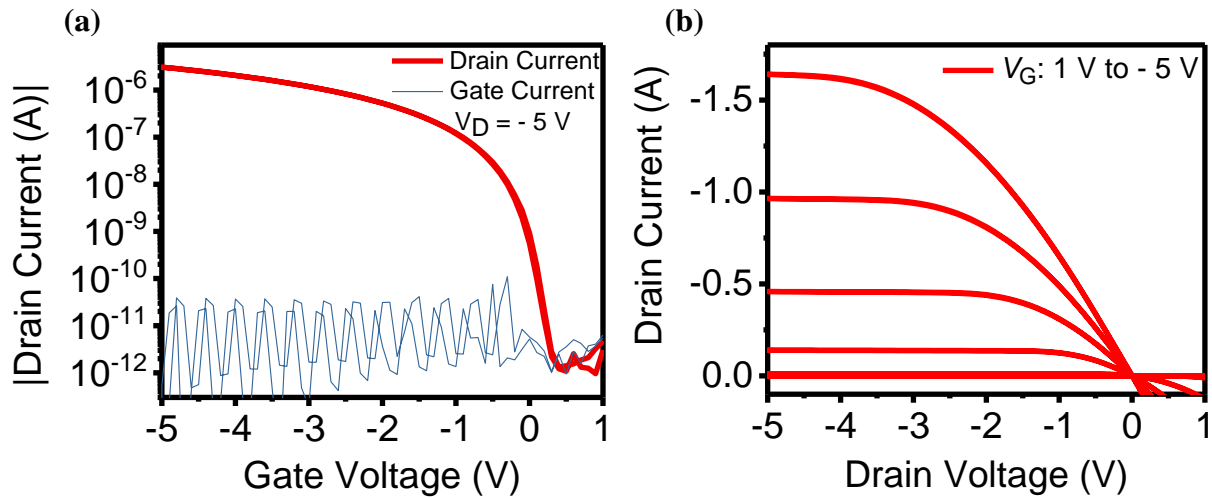 (a)
Drain Current
Gate Current
V_D = - 5 V
|Drain Current (A)|
10^-6
10^-7
10^-8
10^-9
10^-10
10^-11
10^-12
-5 -4 -3 -2 -1 0 1
Gate Voltage (V)
(b)
V_G: 1 V to - 5 V
Drain Current (A)
-1.5
-1.0
-0.5
0.0
-5 -4 -3 -2 -1 0 1
Drain Voltage (V)